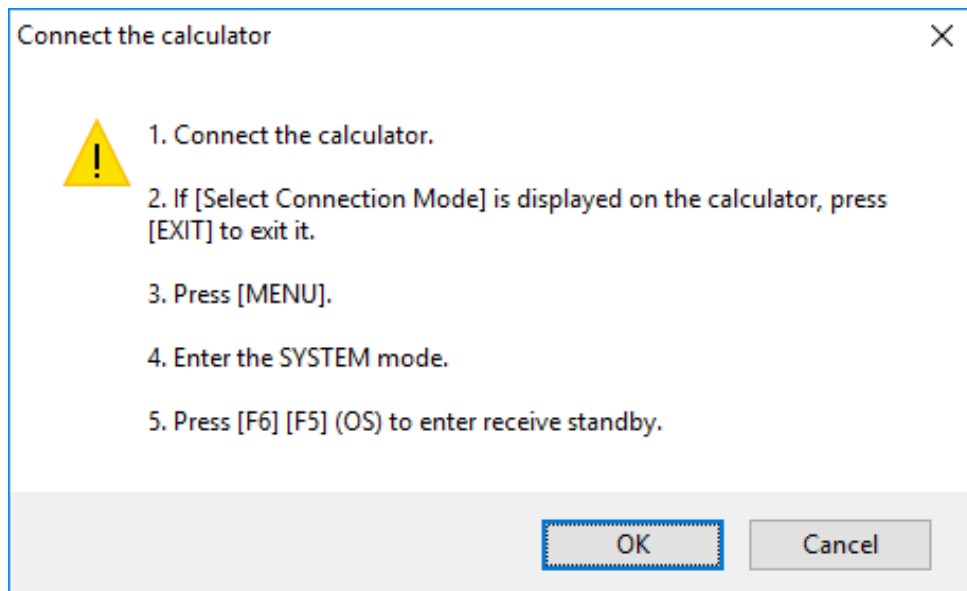 Connect the calculator
1. Connect the calculator.
2. If [Select Connection Mode] is displayed on the calculator, press
[EXIT] to exit it.
3. Press [MENU].
4. Enter the SYSTEM mode.
5. Press [F6] [F5] (OS) to enter receive standby.
OK
Cancel